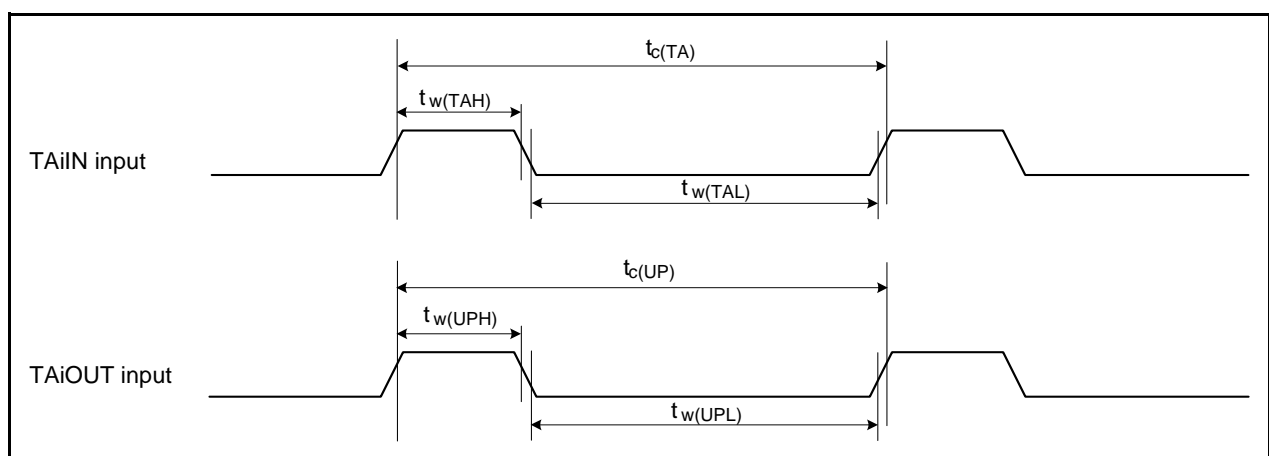 tc(TA)
tw(TAH)
TAiIN input
tw(TAL)
tc(UP)
tw(UPH)
TAiOUT input
tw(UPL)